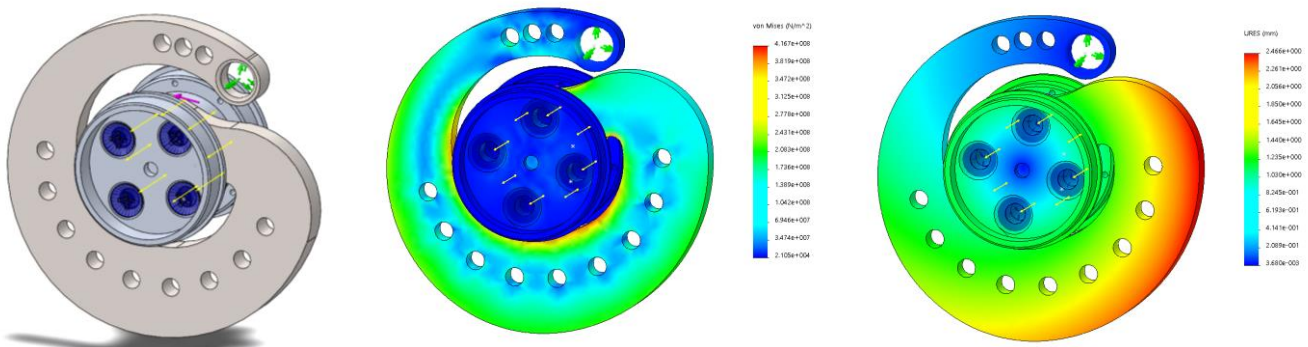 von Mises (N/m^2)
4.167e+008
3.819e+008
3.472e+008
3.125e+008
2.778e+008
2.431e+008
2.083e+008
1.736e+008
1.389e+008
1.042e+008
6.946e+007
3.474e+007
2.105e+004
URES (mm)
2.466e+000
2.261e+000
2.056e+000
1.850e+000
1.645e+000
1.440e+000
1.235e+000
1.030e+000
8.245e-001
6.193e-001
4.141e-001
2.089e-001
3.680e-003